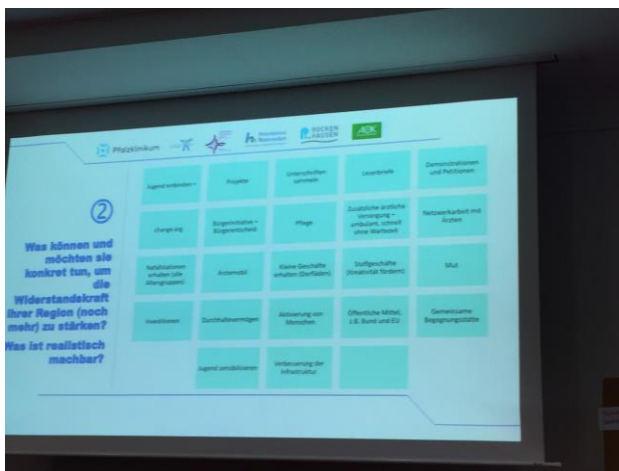 Pfalzklinikum
ROCKEN
HAUSEN
AOK
②
Was können und
möchten sie
konkret tun, um
die
Widerstandskraft
ihrer Region (noch
mehr) zu stärken?
Was ist realistisch
machbar?
Jugend einbinden –
Projekte
Unterschriften
sammeln
Leserbriefe
Demonstrationen
und Petitionen
change.org
Bürgerinitiative –
Bürgerentscheid
Pflege
Zusätzliche ärztliche
Versorgung –
ambulant, schnell
ohne Wartezeit
Netzwerkarbeit mit
Ärzten
Notfallstationen
erhalten (alle
Altersgruppen)
Ärztemobil
Kleine Geschäfte
erhalten (Dorfläden)
Stoffgeschäfte
(Kreativität fördern)
Mut
Investitionen
Durchhaltevermögen
Aktivierung von
Menschen
Öffentliche Mittel,
z.B. Bund und EU
Gemeinsame
Begegnungsstätte
Jugend sensibilisieren
Verbesserung der
Infrastruktur